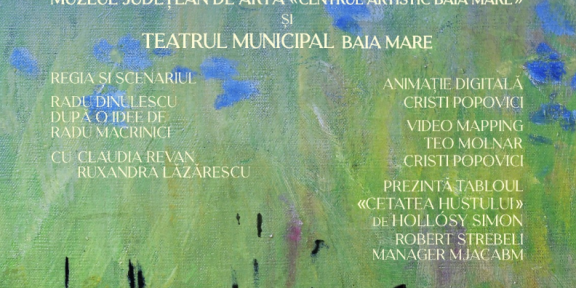 MUZEUL JUDEȚEAN DE ARTĂ «CENTRUL ARTISTIC BAIA MARE»
ȘI
TEATRUL MUNICIPAL BAIA MARE
REGIA ȘI SCENARIUL
RADU DINULESCU
DUPĂ O IDEE DE
RADU MACRINICI
CU CLAUDIA REVAN
RUXANDRA LĂZĂRESCU
ANIMAȚIE DIGITALĂ
CRISTI POPOVICI
VIDEO MAPPING
TEO MOLNAR
CRISTI POPOVICI
PREZINTĂ TABLOUL
«CETATEA HUSTULUI»
DE HOLLÓSY SIMON
ROBERT STREBELI
MANAGER MJACABM